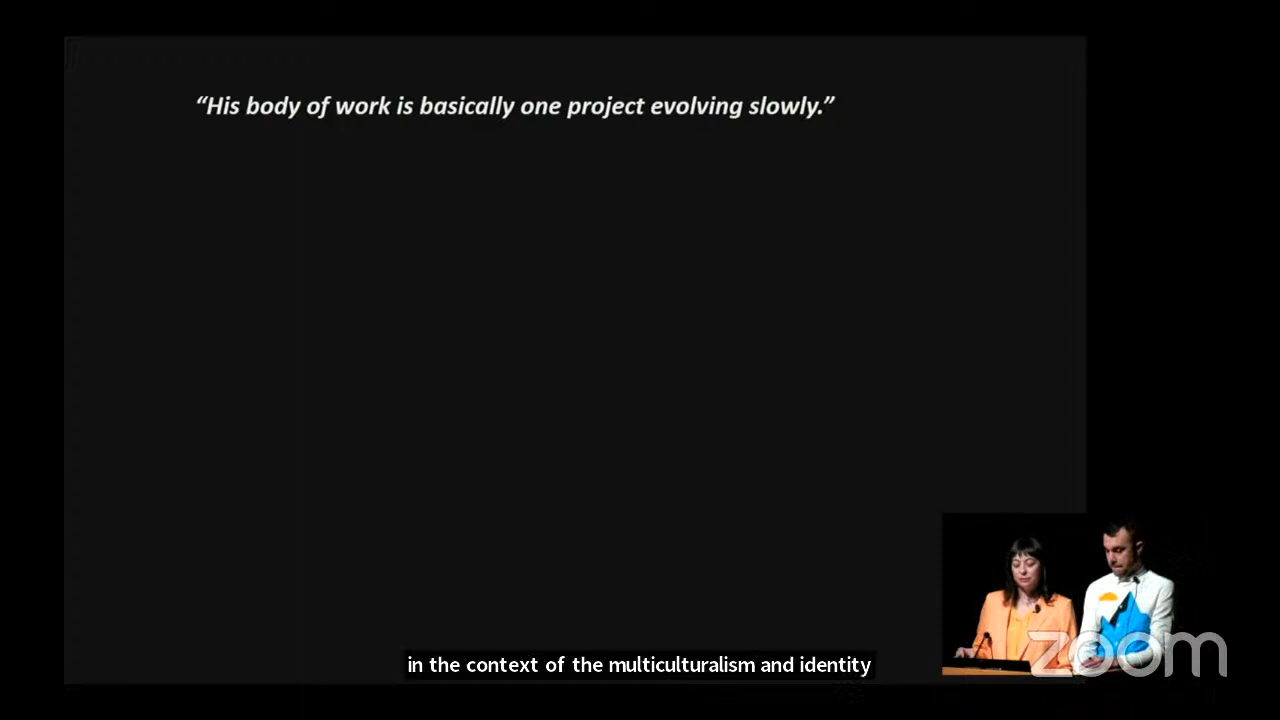 “His body of work is basically one project evolving slowly.”
in the context of the multiculturalism and identity
zoom